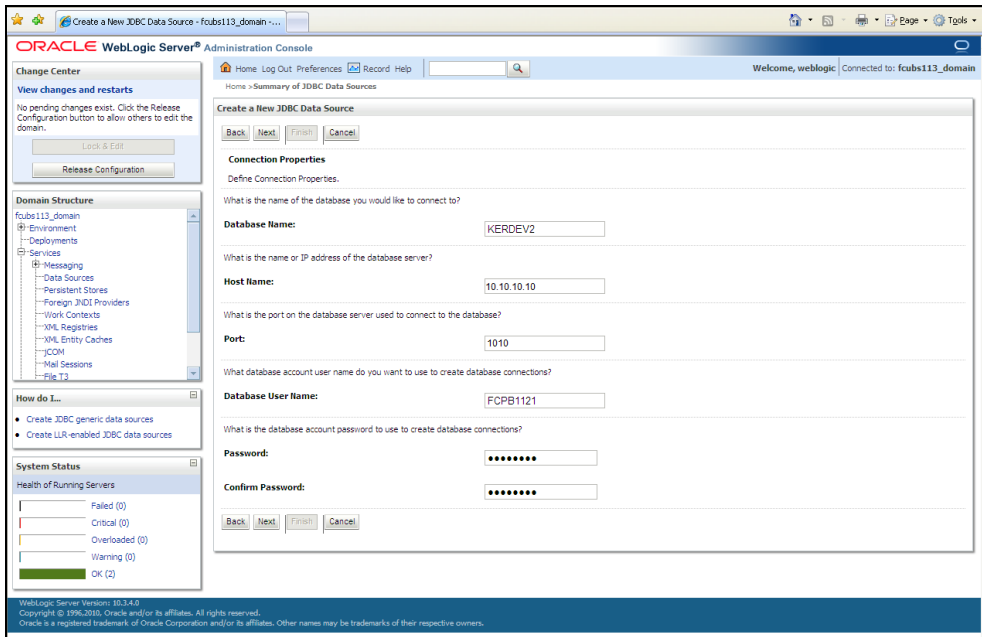 Create a New JDBC Data Source - fcubs113_domain -...
Page
Tools
ORACLE WebLogic Server® Administration Console
Change Center
View changes and restarts
No pending changes exist. Click the Release
Configuration button to allow others to edit the
domain.
Lock & Edit
Release Configuration
Domain Structure
fcubs113_domain
Environment
Deployments
Services
Messaging
Data Sources
Persistent Stores
Foreign JNDI Providers
Work Contexts
XML Registries
XML Entity Caches
jCOM
Mail Sessions
File T3
How do I...
Create JDBC generic data sources
Create LLR-enabled JDBC data sources
System Status
Health of Running Servers
Failed (0)
Critical (0)
Overloaded (0)
Warning (0)
OK (2)
Home Log Out Preferences Record Help
Welcome, weblogic Connected to: fcubs113_domain
Home >Summary of JDBC Data Sources
Create a New JDBC Data Source
Back Next Finish Cancel
Connection Properties
Define Connection Properties.
What is the name of the database you would like to connect to?
Database Name: KERDEV2
What is the name or IP address of the database server?
Host Name: 10.10.10.10
What is the port on the database server used to connect to the database?
Port: 1010
What database account user name do you want to use to create database connections?
Database User Name: FCPB1121
What is the database account password to use to create database connections?
Password: ••••••••
Confirm Password: ••••••••
Back Next Finish Cancel
WebLogic Server Version: 10.3.4.0
Copyright © 1996,2010, Oracle and/or its affiliates. All rights reserved.
Oracle is a registered trademark of Oracle Corporation and/or its affiliates. Other names may be trademarks of their respective owners.